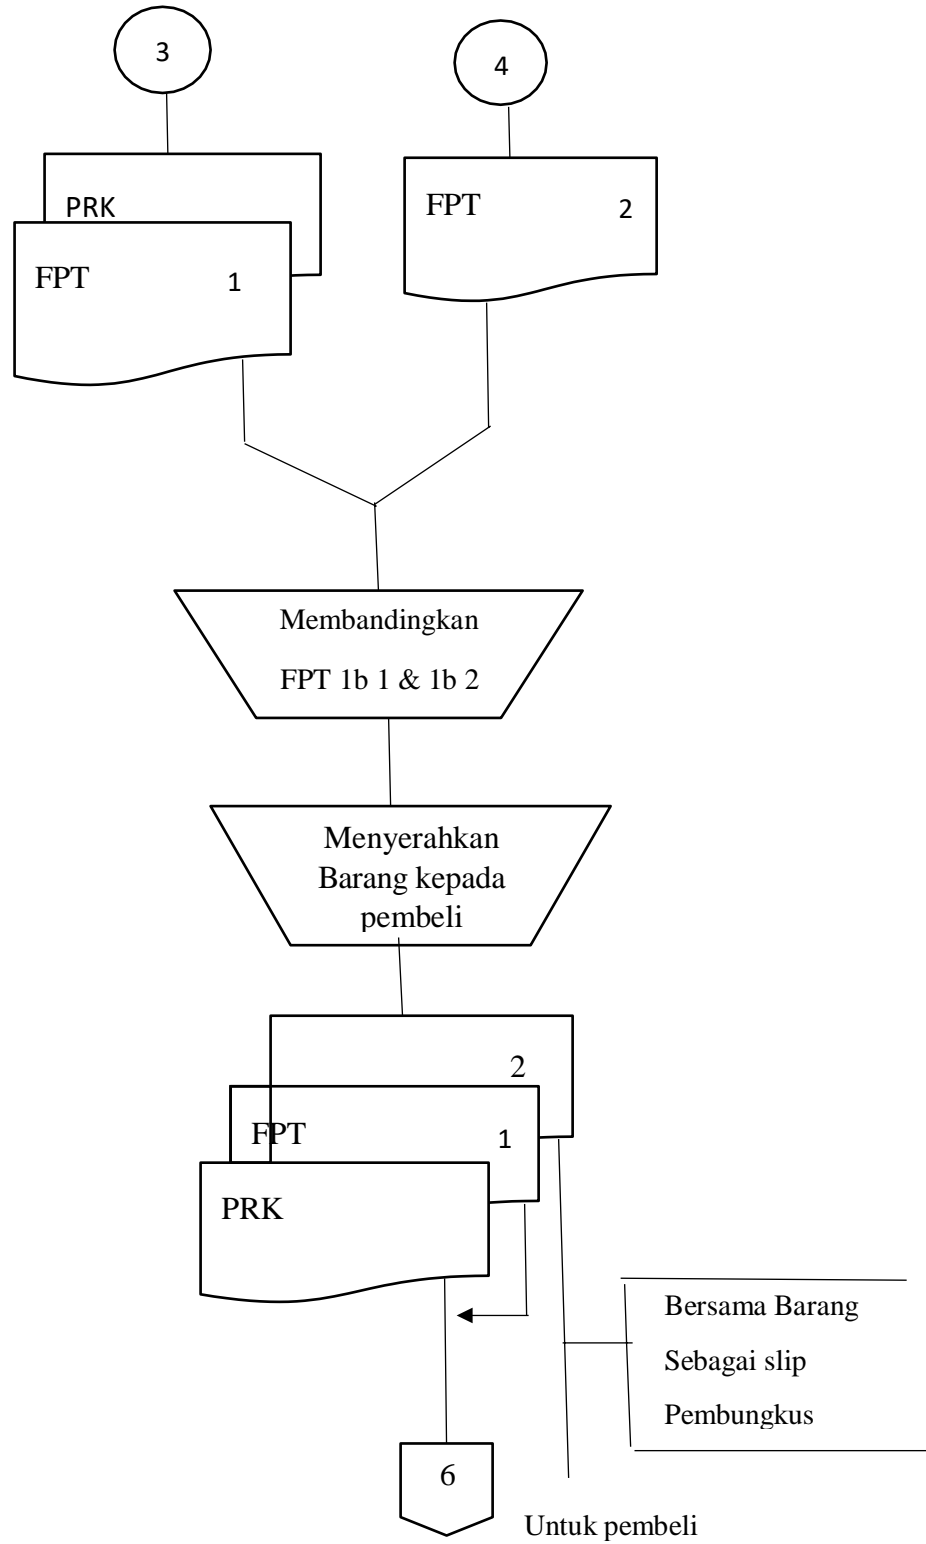 3
4
PRK
FPT 1
FPT 2
Membandingkan
FPT 1b 1 & 1b 2
Menyerahkan
Barang kepada
pembeli
2
FPT 1
PRK
Bersama Barang
Sebagai slip
Pembungkus
6
Untuk pembeli